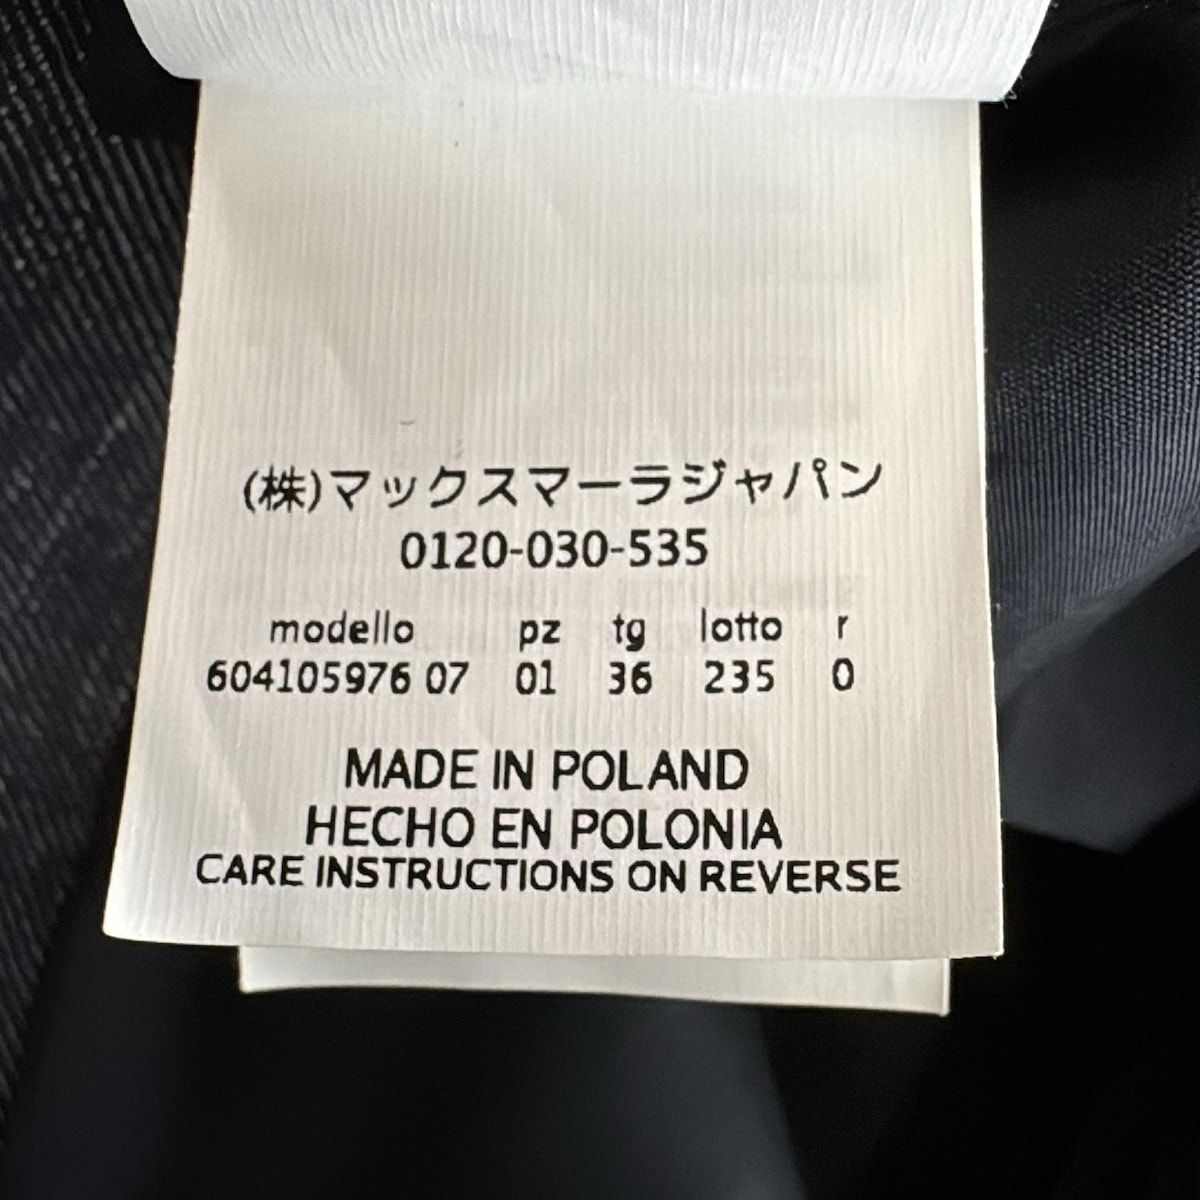 (株)マックスマーラジャパン
0120-030-535
modello pz tg lotto r
604105976 07 01 36 235 0
MADE IN POLAND
HECHO EN POLONIA
CARE INSTRUCTIONS ON REVERSE